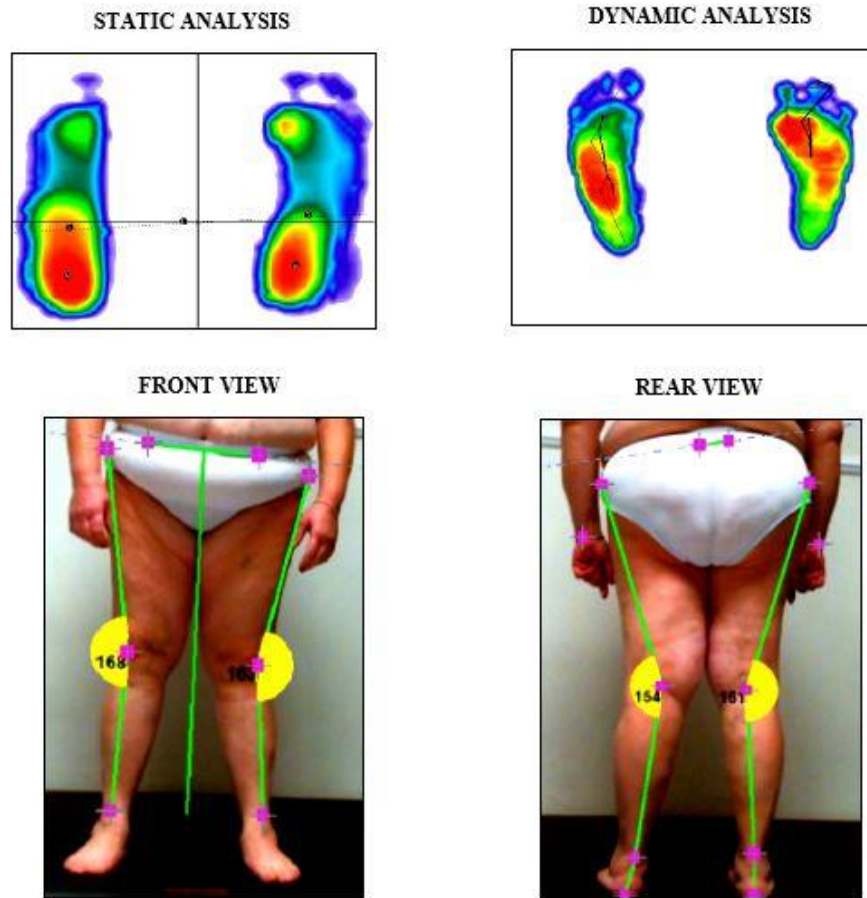 STATIC ANALYSIS
DYNAMIC ANALYSIS
FRONT VIEW
REAR VIEW
168
154
161